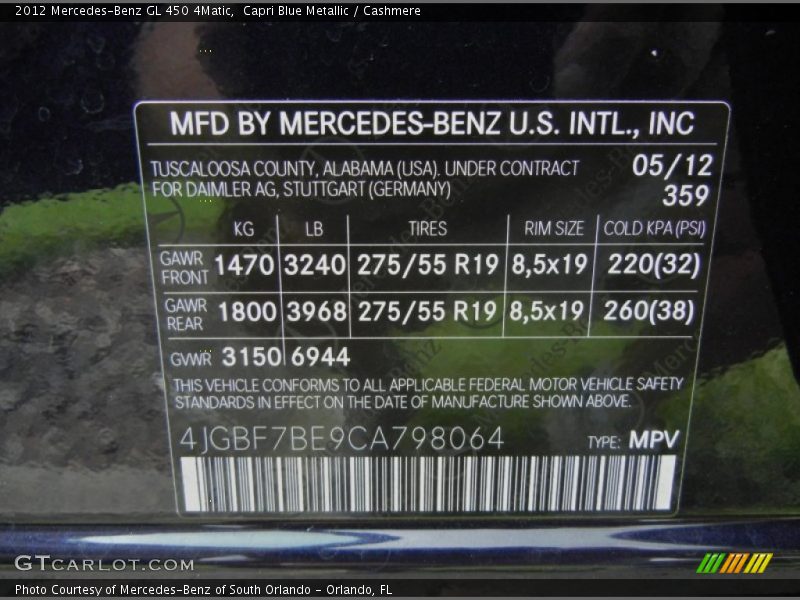 2012 Mercedes-Benz GL 450 4Matic,  Capri Blue Metallic / Cashmere
MFD BY MERCEDES-BENZ U.S. INTL., INC
TUSCALOOSA COUNTY, ALABAMA (USA). UNDER CONTRACT 05/12
FOR DAIMLER AG, STUTTGART (GERMANY) 359
KG LB TIRES RIM SIZE COLD KPA (PSI)
GAWR FRONT 1470 3240 275/55 R19 8,5x19 220(32)
GAWR REAR 1800 3968 275/55 R19 8,5x19 260(38)
GVWR 3150 6944
THIS VEHICLE CONFORMS TO ALL APPLICABLE FEDERAL MOTOR VEHICLE SAFETY
STANDARDS IN EFFECT ON THE DATE OF MANUFACTURE SHOWN ABOVE.
4JGBF7BE9CA798064 TYPE: MPV
GTCARLOT.COM
Photo Courtesy of Mercedes-Benz of South Orlando - Orlando, FL